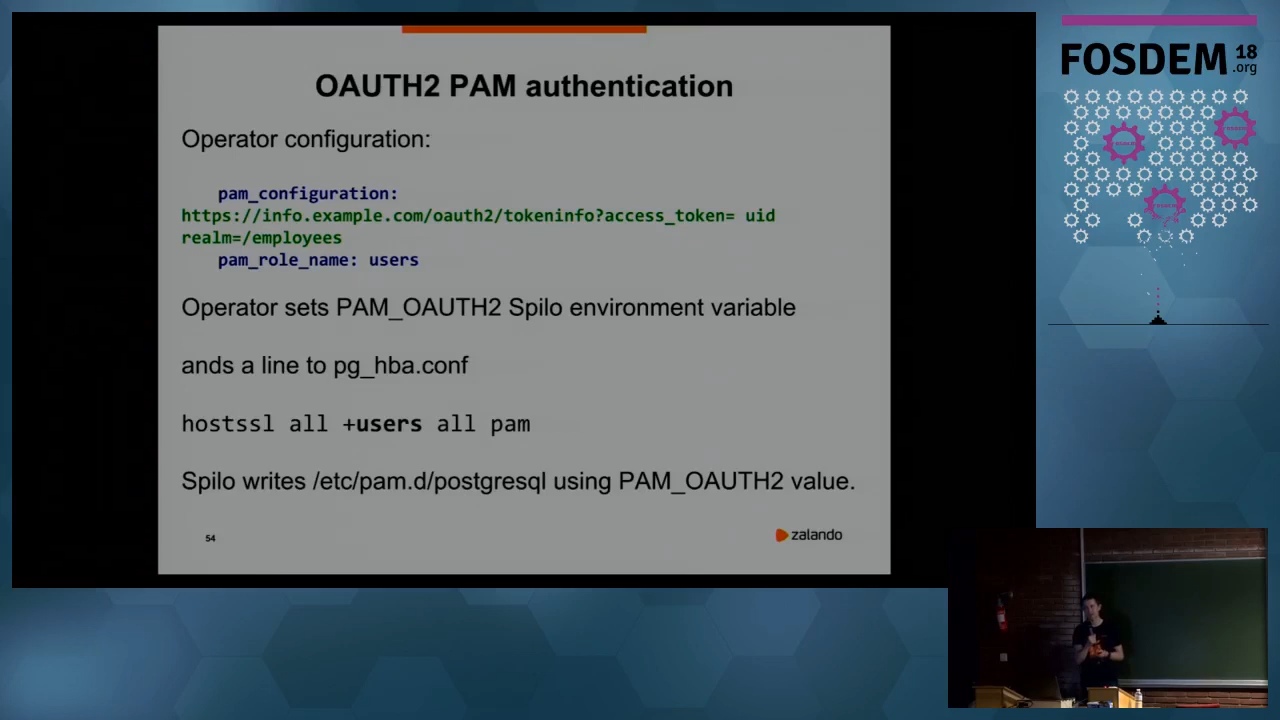 OAUTH2 PAM authentication
Operator configuration:
pam_configuration:
https://info.example.com/oauth2/tokeninfo?access_token= uid
realm=/employees
pam_role_name: users
Operator sets PAM_OAUTH2 Spilo environment variable
ands a line to pg_hba.conf
hostssl all +users all pam
Spilo writes /etc/pam.d/postgresql using PAM_OAUTH2 value.
54
zalando
FOSDEM 18
.org